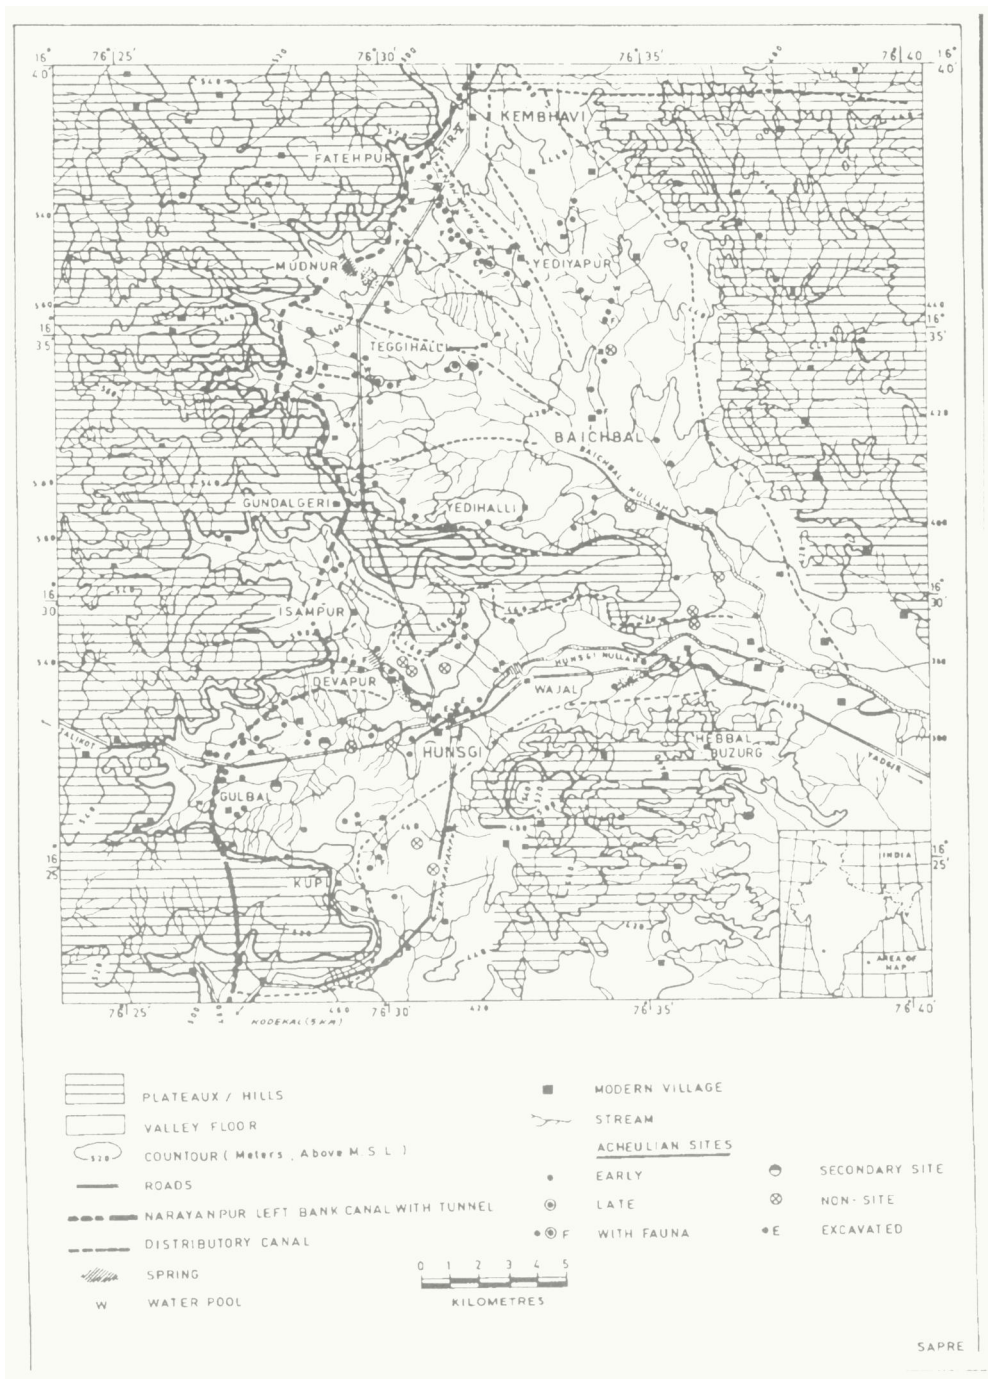 76°25'
76°30'
76°35'
76°40'
16°
40'
16°
40'
KEMBHAVI
FATEHPUR
MUDNUR
YEDIYAPUR
16°
35'
16°
35'
TEGGIHALLI
BAICHBAL
BAICHBAL NULLAH
GUNDALGERI
YEDIHALLI
16°
30'
16°
30'
ISAMPUR
DEVAPUR
HUNSGI NULLAH
WAJAL
TALIKOT
HUNSGI
HEBBAL
BUZURG
YADGIR
GULBAL
16°
25'
16°
25'
KUPI
INDIA
AREA OF
MAP
76°25'
KODEKAL (5 KM)
76°30'
76°35'
76°40'
PLATEAUX / HILLS
VALLEY FLOOR
520
COUNTOUR ( Meters , Above M. S. L )
ROADS
NARAYANPUR LEFT BANK CANAL WITH TUNNEL
DISTRIBUTORY CANAL
SPRING
W WATER POOL
MODERN VILLAGE
STREAM
ACHEULIAN SITES
EARLY
LATE
F WITH FAUNA
SECONDARY SITE
NON-SITE
E EXCAVATED
0 1 2 3 4 5
KILOMETRES
SAPRE